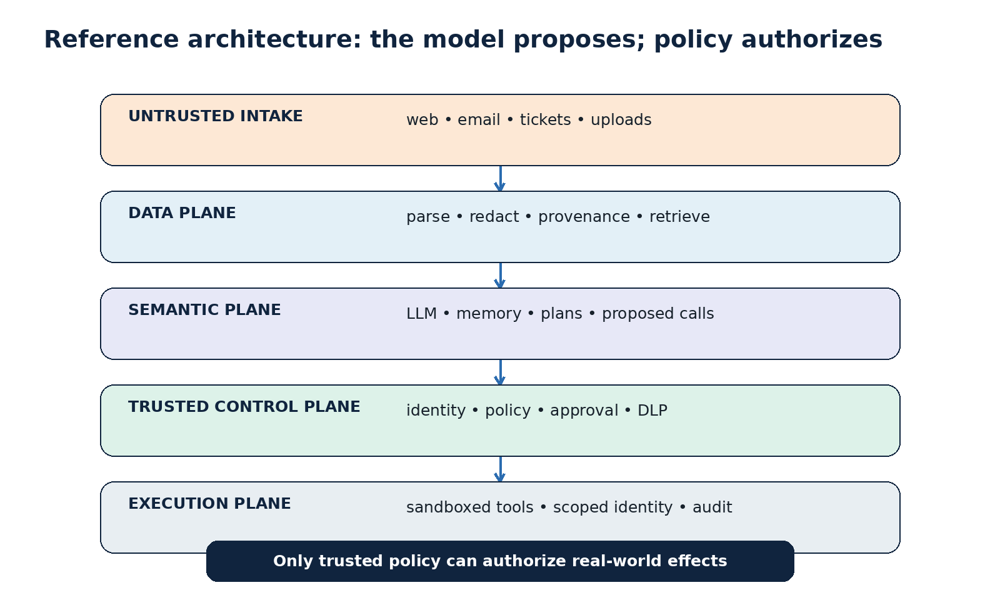 Reference architecture: the model proposes; policy authorizes
UNTRUSTED INTAKE
web • email • tickets • uploads
DATA PLANE
parse • redact • provenance • retrieve
SEMANTIC PLANE
LLM • memory • plans • proposed calls
TRUSTED CONTROL PLANE
identity • policy • approval • DLP
EXECUTION PLANE
sandboxed tools • scoped identity • audit
Only trusted policy can authorize real-world effects